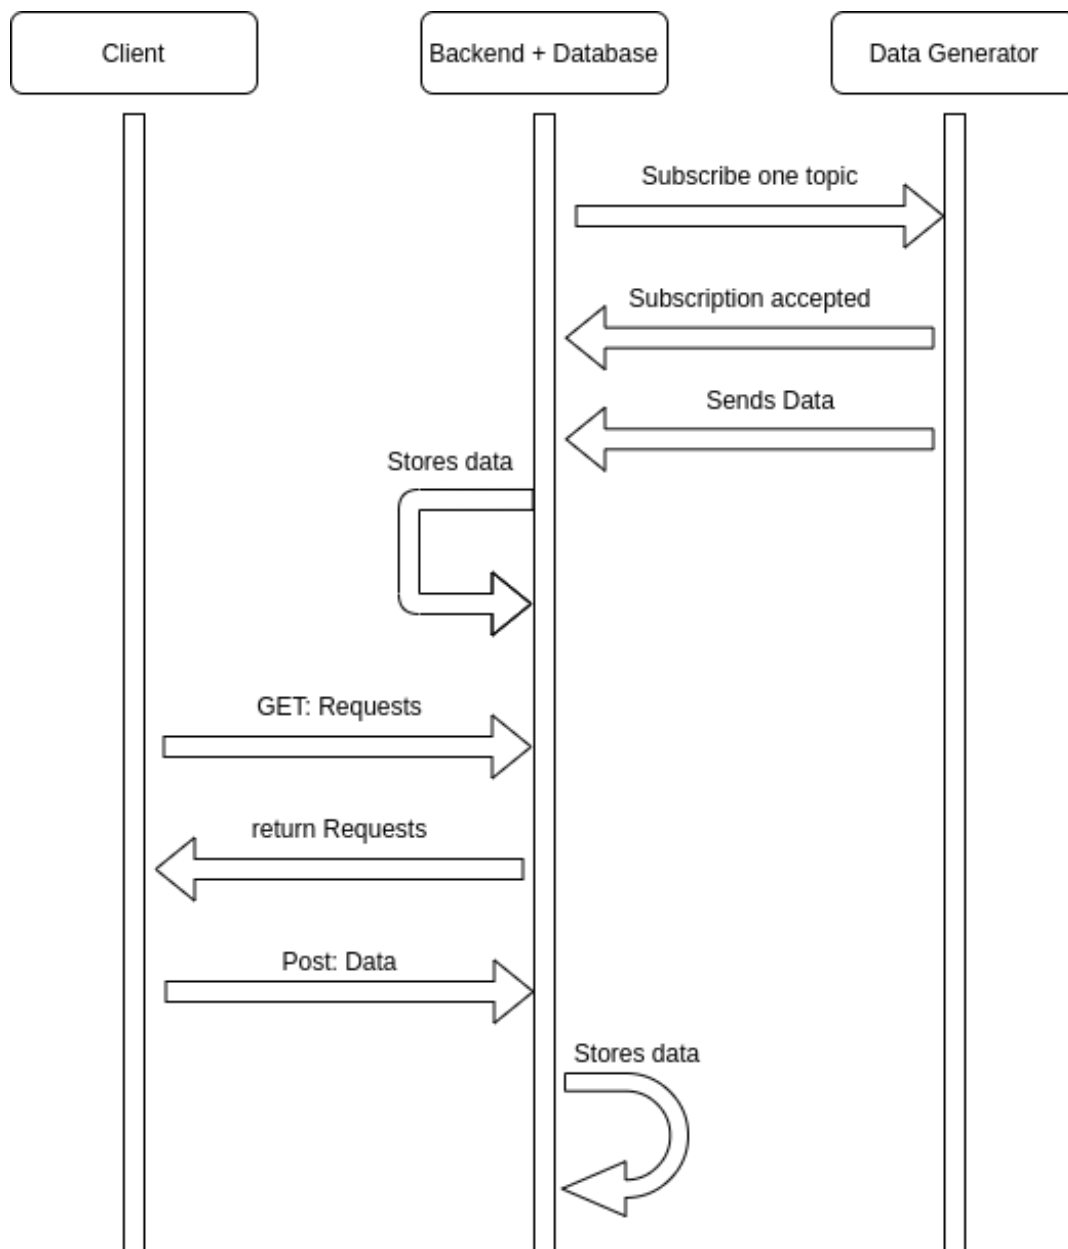 Client
Backend + Database
Data Generator
Subscribe one topic
Subscription accepted
Sends Data
Stores data
GET: Requests
return Requests
Post: Data
Stores data